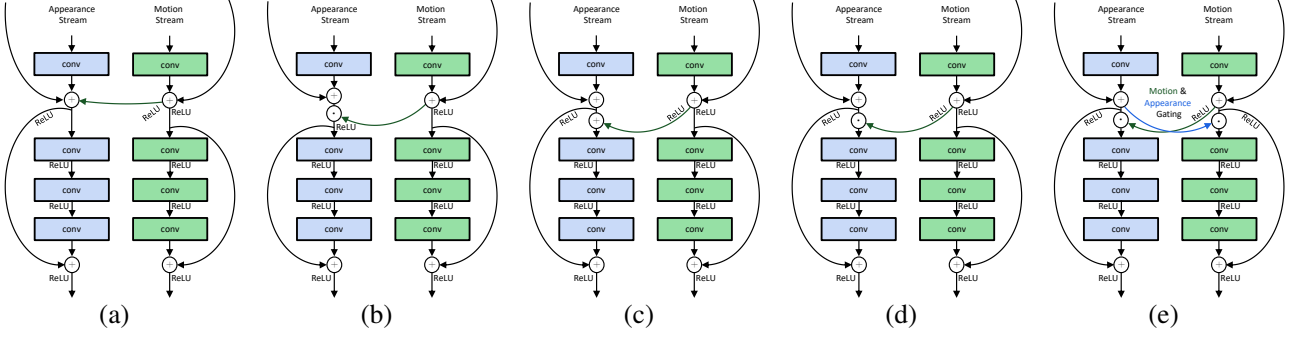 Appearance Stream
Motion Stream
conv
conv
ReLU
ReLU
ReLU
conv
conv
ReLU
ReLU
conv
conv
ReLU
ReLU
conv
conv
ReLU
ReLU
(a)
Appearance Stream
Motion Stream
conv
conv
ReLU
ReLU
conv
conv
ReLU
ReLU
conv
conv
ReLU
ReLU
conv
conv
ReLU
ReLU
(b)
Appearance Stream
Motion Stream
conv
conv
ReLU
ReLU
ReLU
conv
conv
ReLU
ReLU
conv
conv
ReLU
ReLU
conv
conv
ReLU
ReLU
(c)
Appearance Stream
Motion Stream
conv
conv
ReLU
ReLU
ReLU
conv
conv
ReLU
ReLU
conv
conv
ReLU
ReLU
conv
conv
ReLU
ReLU
(d)
Appearance Stream
Motion Stream
conv
conv
Motion &
Appearance
Gating
ReLU
ReLU
ReLU
conv
conv
ReLU
ReLU
conv
conv
ReLU
ReLU
conv
conv
ReLU
ReLU
(e)